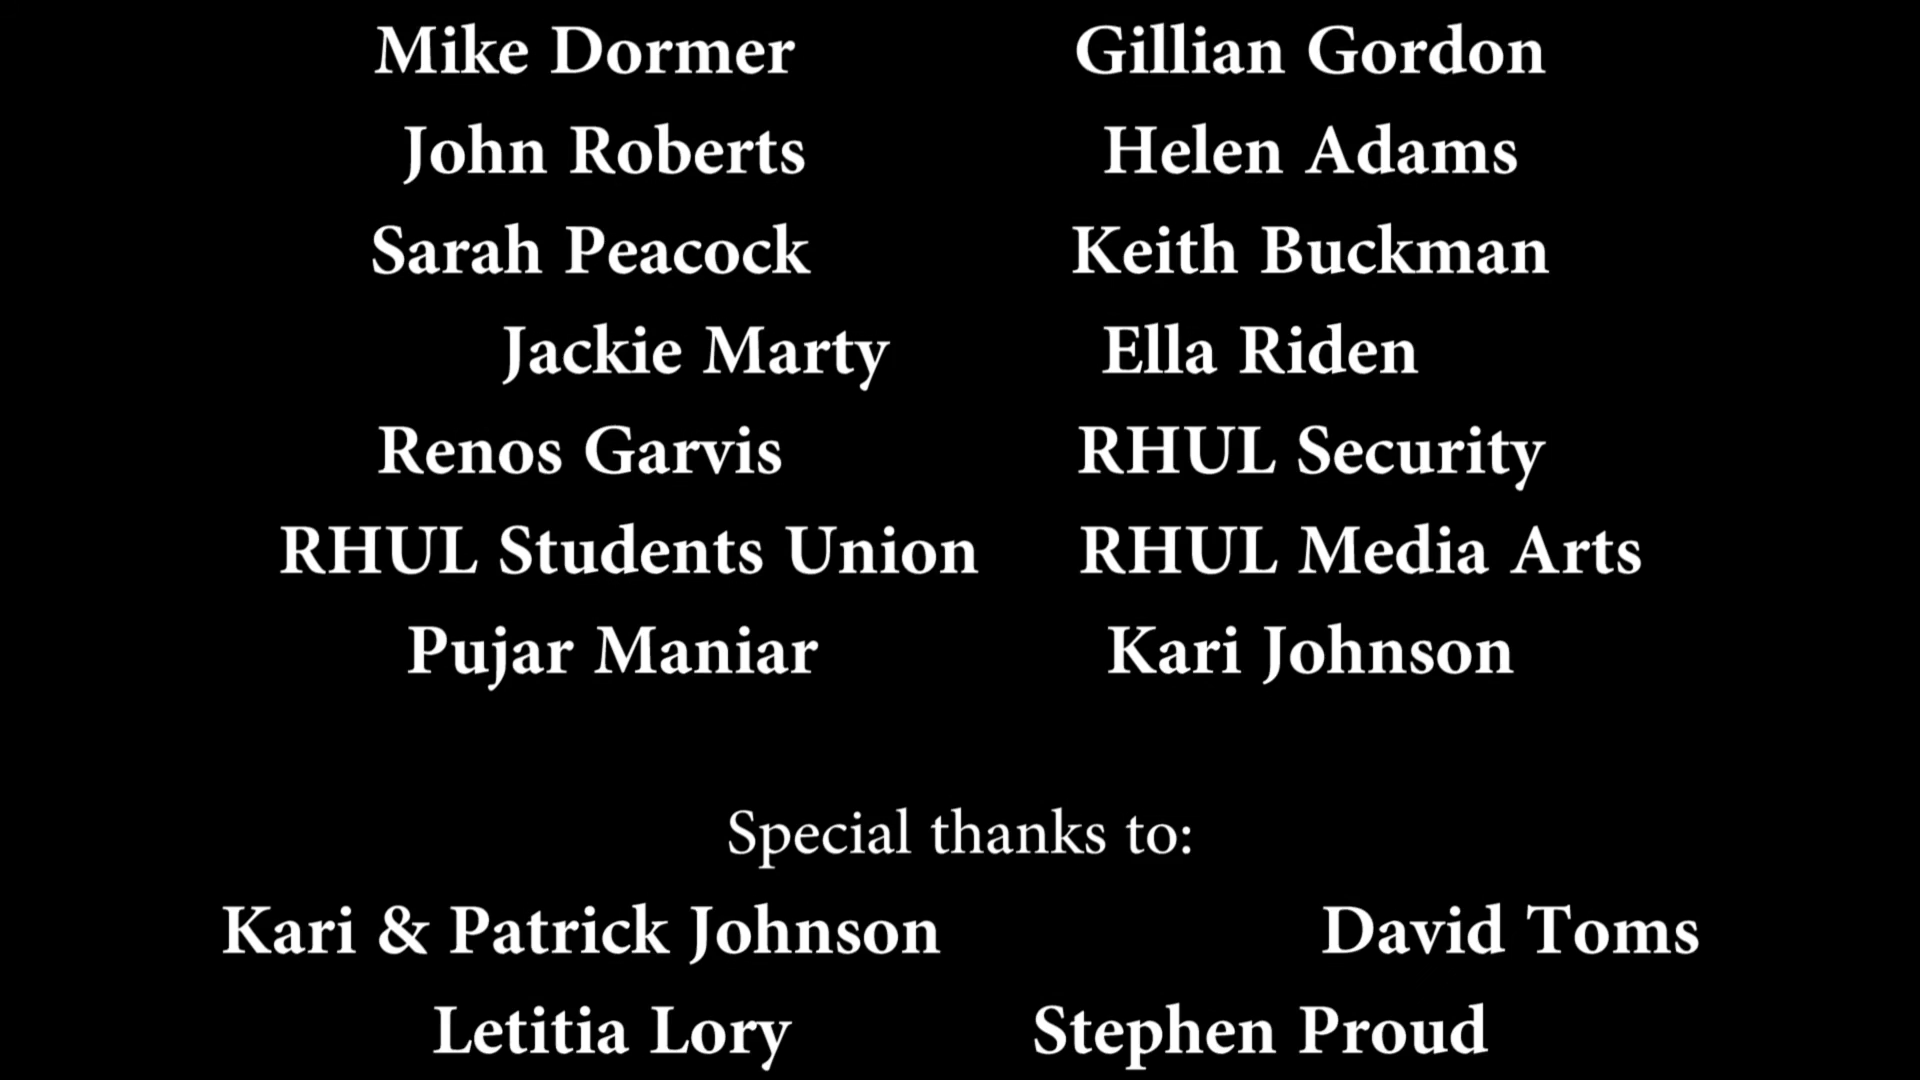 Mike Dormer Gillian Gordon
John Roberts Helen Adams
Sarah Peacock Keith Buckman
Jackie Marty Ella Riden
Renos Garvis RHUL Security
RHUL Students Union RHUL Media Arts
Pujar Maniar Kari Johnson
Special thanks to:
Kari & Patrick Johnson David Toms
Letitia Lory Stephen Proud